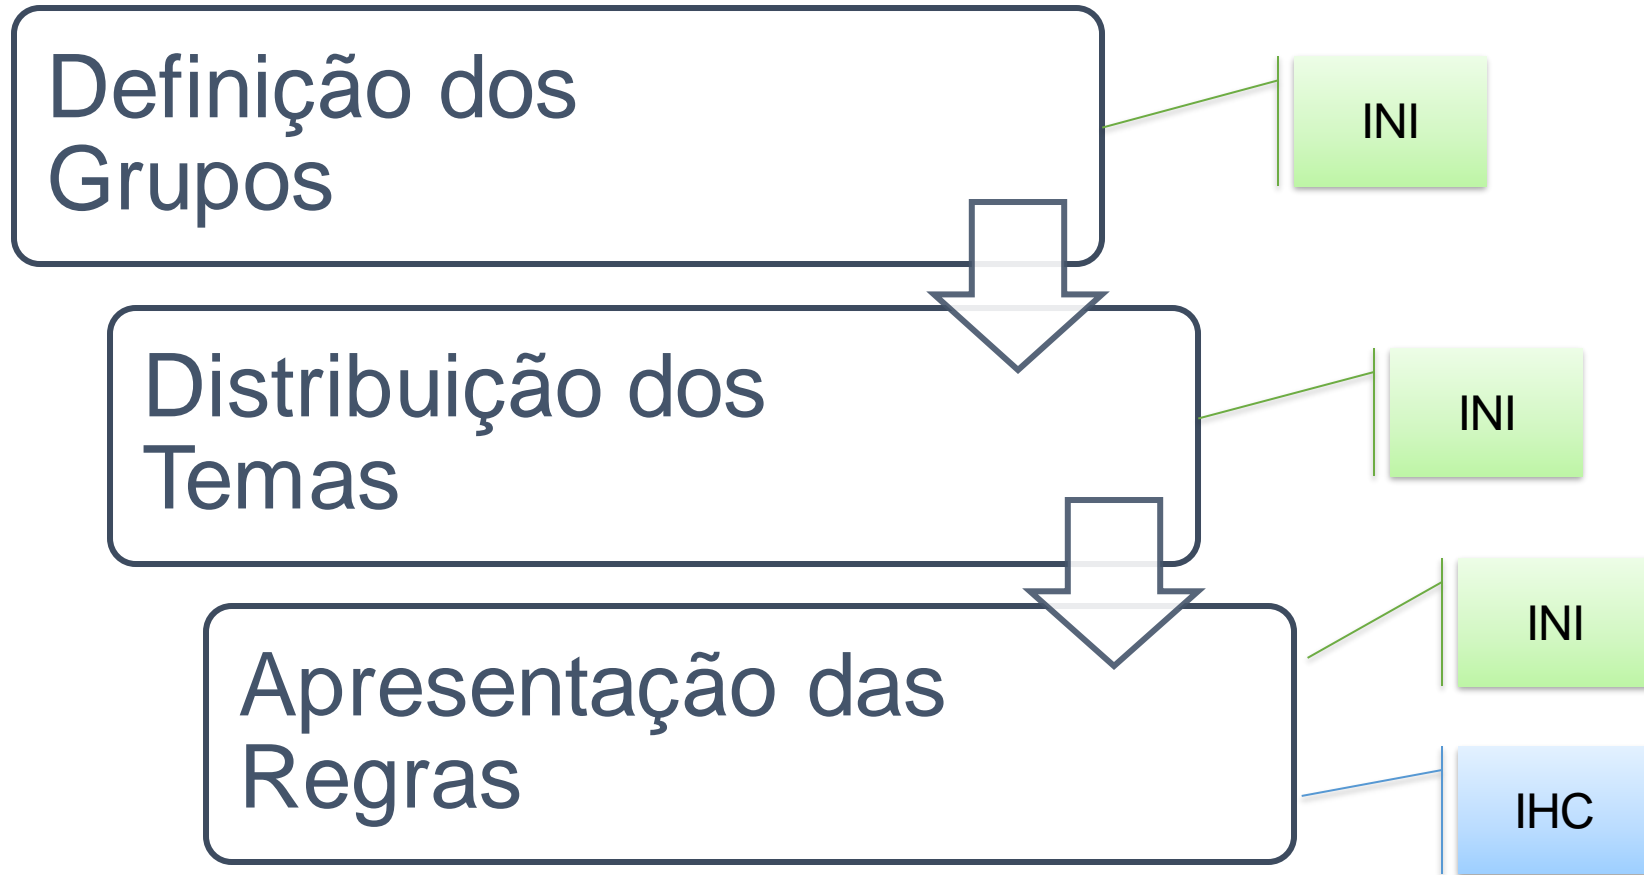 Definição dos
Grupos
INI
Distribuição dos
Temas
INI
Apresentação das
Regras
INI
IHC